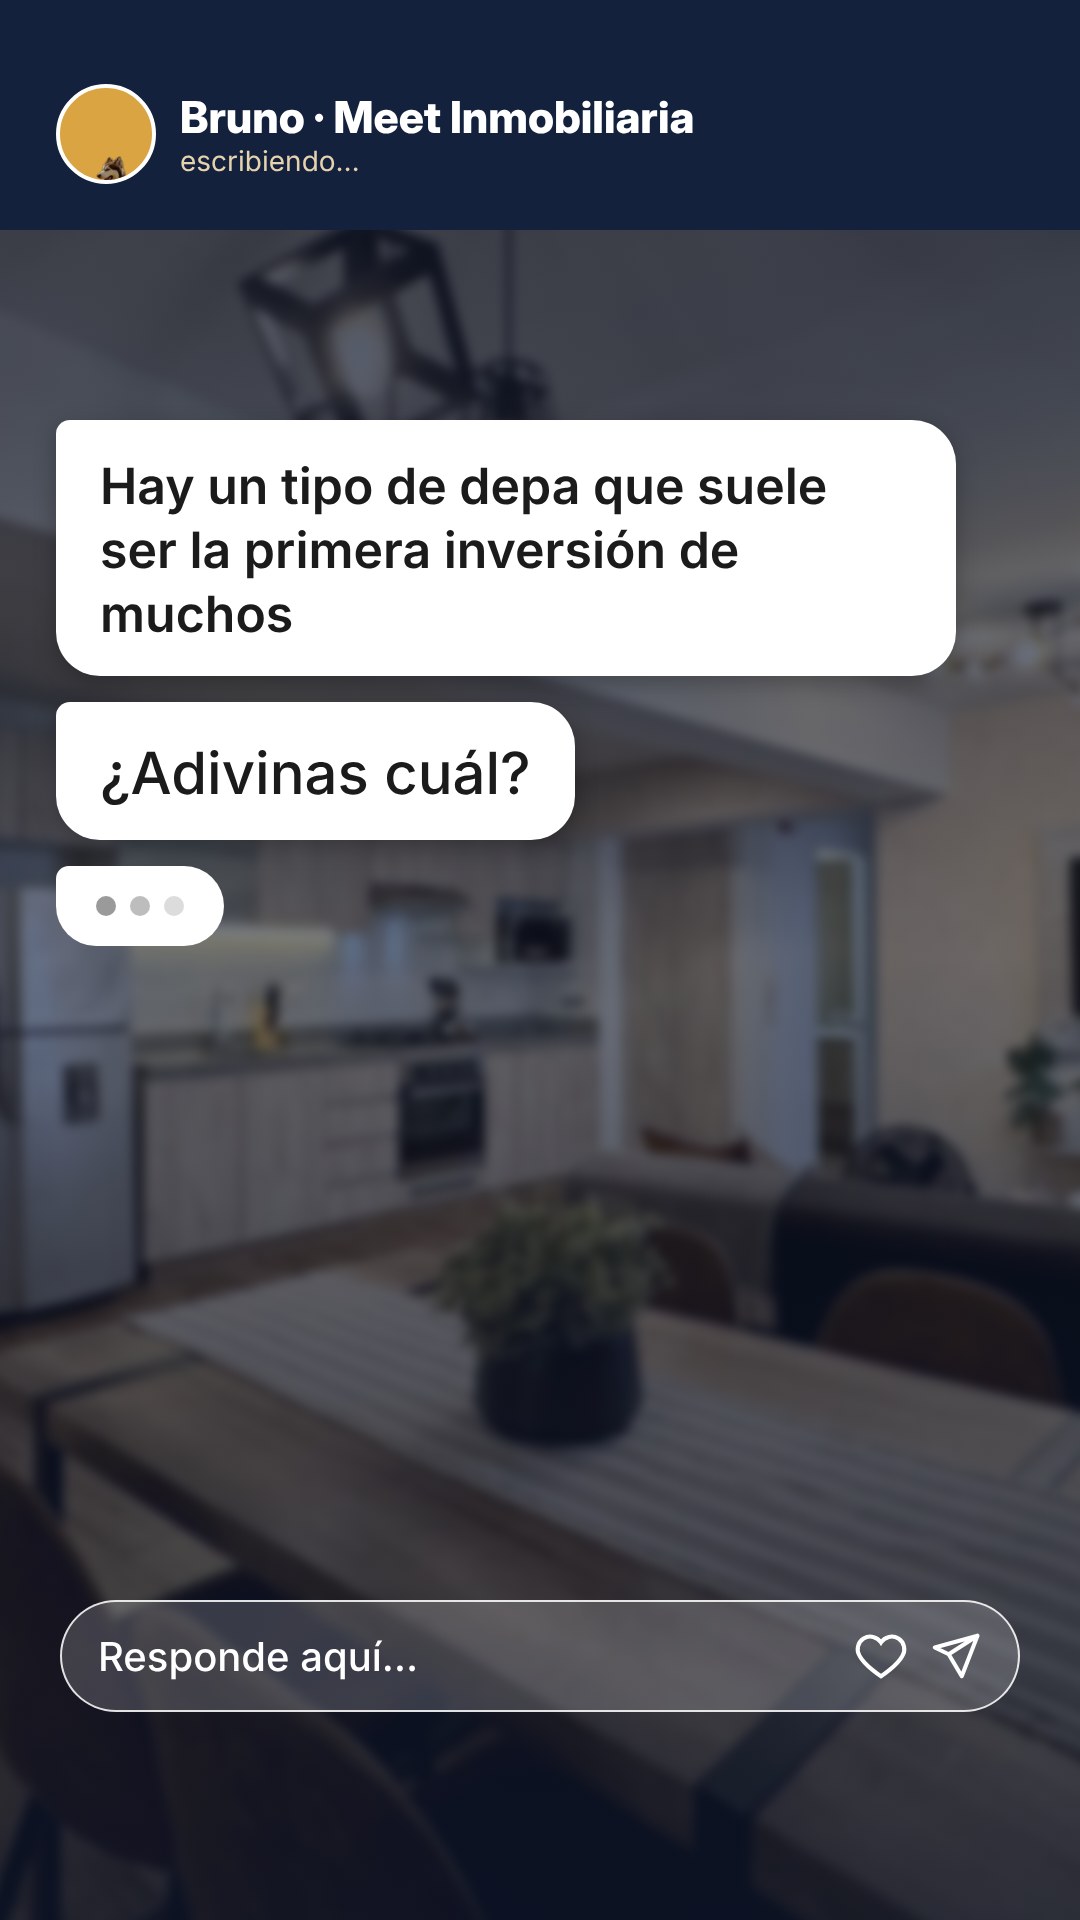 Bruno · Meet Inmobiliaria
escribiendo...
Hay un tipo de depa que suele
ser la primera inversión de
muchos
¿Adivinas cuál?
Responde aquí...